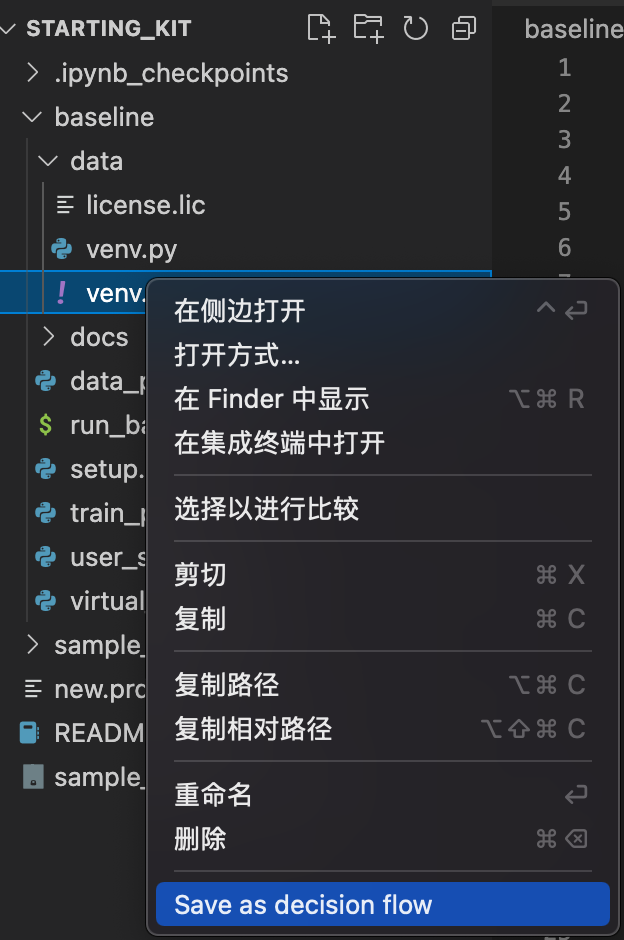 STARTING_KIT
baseline
.ipynb_checkpoints
1
baseline
2
data
3
4
license.lic
5
venv.py
6
venv.
在侧边打开
打开方式...
docs
在 Finder 中显示 ⌥⌘ R
data_p
run_ba
在集成终端中打开
setup.
选择以进行比较
train_p
user_s
剪切 ⌘ X
virtual
复制 ⌘ C
sample_
复制路径 ⌥⌘ C
new.pro
复制相对路径 ⌥⇧⌘ C
READM
sample_
重命名
删除 ⌘⌫
Save as decision flow